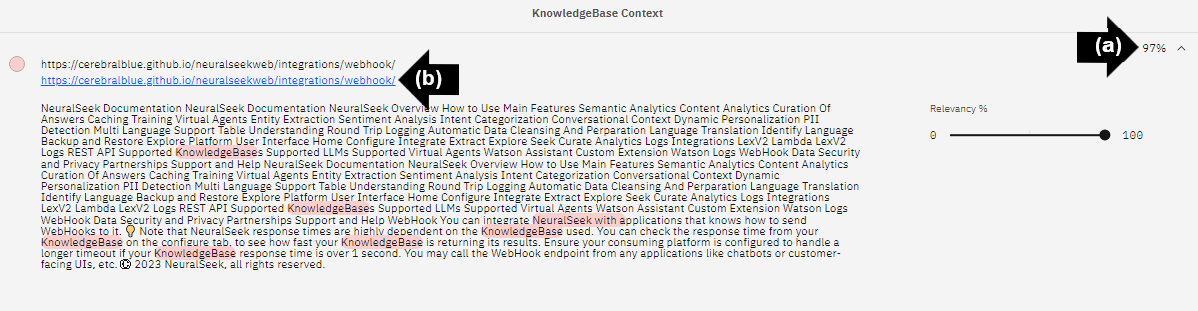 KnowledgeBase Context
(a)
97%
https://cerebralblue.github.io/neuralseekweb/integrations/webhook/
https://cerebralblue.github.io/neuralseekweb/integrations/webhook/
(b)
NeuralSeek Documentation NeuralSeek Documentation NeuralSeek Overview How to Use Main Features Semantic Analytics Content Analytics Curation Of
Answers Caching Training Virtual Agents Entity Extraction Sentiment Analysis Intent Categorization Conversational Context Dynamic Personalization PII
Detection Multi Language Support Table Understanding Round Trip Logging Automatic Data Cleansing And Perparation Language Translation Identify Language
Backup and Restore Explore Platform User Interface Home Configure Integrate Extract Explore Seek Curate Analytics Logs Integrations LexV2 Lambda LexV2
Logs REST API Supported KnowledgeBases Supported LLMs Supported Virtual Agents Watson Assistant Custom Extension Watson Logs WebHook Data Security
and Privacy Partnerships Support and Help NeuralSeek Documentation NeuralSeek Overview How to Use Main Features Semantic Analytics Content Analytics
Curation Of Answers Caching Training Virtual Agents Entity Extraction Sentiment Analysis Intent Categorization Conversational Context Dynamic
Personalization PII Detection Multi Language Support Table Understanding Round Trip Logging Automatic Data Cleansing And Perparation Language Translation
Identify Language Backup and Restore Explore Platform User Interface Home Configure Integrate Extract Explore Seek Curate Analytics Logs Integrations
LexV2 Lambda LexV2 Logs REST API Supported KnowledgeBases Supported LLMs Supported Virtual Agents Watson Assistant Custom Extension Watson Logs
WebHook Data Security and Privacy Partnerships Support and Help WebHook You can integrate NeuralSeek with applications that knows how to send
WebHooks to it. 💡 Note that NeuralSeek response times are highly dependent on the KnowledgeBase used. You can check the response time from your
KnowledgeBase on the configure tab, to see how fast your KnowledgeBase is returning its results. Ensure your consuming platform is configured to handle a
longer timeout if your KnowledgeBase response time is over 1 second. You may call the WebHook endpoint from any applications like chatbots or customer-
facing UIs, etc. © 2023 NeuralSeek, all rights reserved.
Relevancy %
0 100